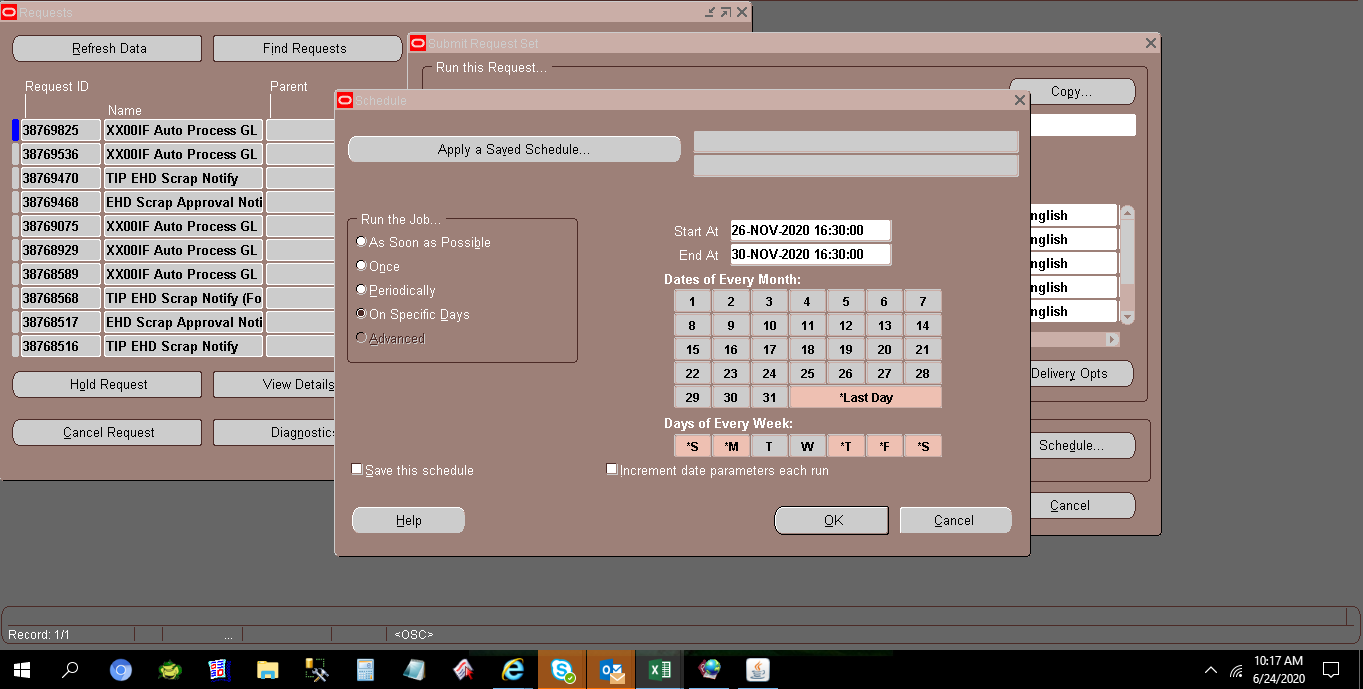 Requests
Refresh Data
Find Requests
Request ID
Name
Parent
38769825 XX00IF Auto Process GL
38769536 XX00IF Auto Process GL
38769470 TIP EHD Scrap Notify
38769468 EHD Scrap Approval Noti
38769075 XX00IF Auto Process GL
38768929 XX00IF Auto Process GL
38768589 XX00IF Auto Process GL
38768568 TIP EHD Scrap Notify (Fo
38768517 EHD Scrap Approval Noti
38768516 TIP EHD Scrap Notify
Hold Request
View Details
Cancel Request
Diagnostics
Submit Request Set
Run this Request...
Copy...
nglish
nglish
nglish
nglish
nglish
Delivery Opts
Schedule...
Cancel
Schedule
Apply a Saved Schedule...
Run the Job...
As Soon as Possible
Once
Periodically
On Specific Days
Advanced
Start At 26-NOV-2020 16:30:00
End At 30-NOV-2020 16:30:00
Dates of Every Month:
1 2 3 4 5 6 7
8 9 10 11 12 13 14
15 16 17 18 19 20 21
22 23 24 25 26 27 28
29 30 31 *Last Day
Days of Every Week:
*S *M T W *T *F *S
Save this schedule
Increment date parameters each run
Help
OK
Cancel
Record: 1/1
...
<OSC>
10:17 AM
6/24/2020